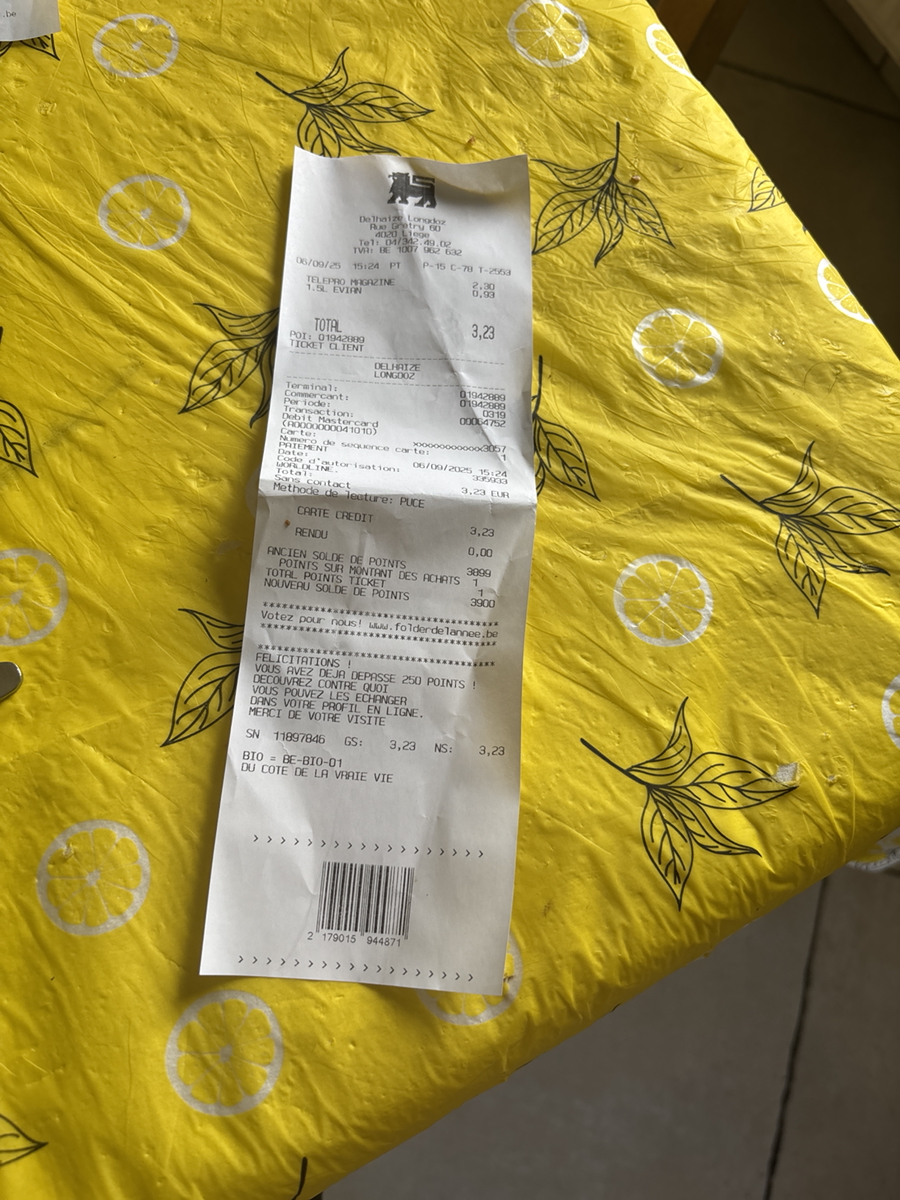 .be
Delhaize Longdoz
Rue Grétry 60
4020 Liege
Tel: 04/342.49.02
TVA: BE 1007 962 632
06/09/25 15:24 PT P-15 C-78 T-2553
TELEPRO MAGAZINE 2,30
1.5L EVIAN 0,93
TOTAL 3,23
POI: 01942889
TICKET CLIENT
DELHAIZE
LONGDOZ
Terminal: 01942889
Commercant: 01942889
Periode: 0319
Transaction: 00064752
Debit Mastercard
(A0000000041010)
Carte: xxxxxxxxxxxxx3057
Numero de sequence carte: 1
PAIEMENT
Date: 06/09/2025 15:24
Code d'autorisation: 335933
WORLDLINE.
Total: 3,23 EUR
Sans contact
Methode de lecture: PUCE
CARTE CREDIT 3,23
RENDU 0,00
ANCIEN SOLDE DE POINTS 3899
POINTS SUR MONTANT DES ACHATS 1
TOTAL POINTS TICKET 1
NOUVEAU SOLDE DE POINTS 3900
************************************
Votez pour nous! www.folderdelannee.be
************************************
************************************
FELICITATIONS !
VOUS AVEZ DEJA DEPASSE 250 POINTS !
DECOUVREZ CONTRE QUOI
VOUS POUVEZ LES ECHANGER
DANS VOTRE PROFIL EN LIGNE.
MERCI DE VOTRE VISITE
SN 11897846 GS: 3,23 NS: 3,23
BIO = BE-BIO-01
DU COTE DE LA VRAIE VIE
> > > > > > > > > > > > > > > >
2 179015 944871
> > > > > > > > > > > > > > > >